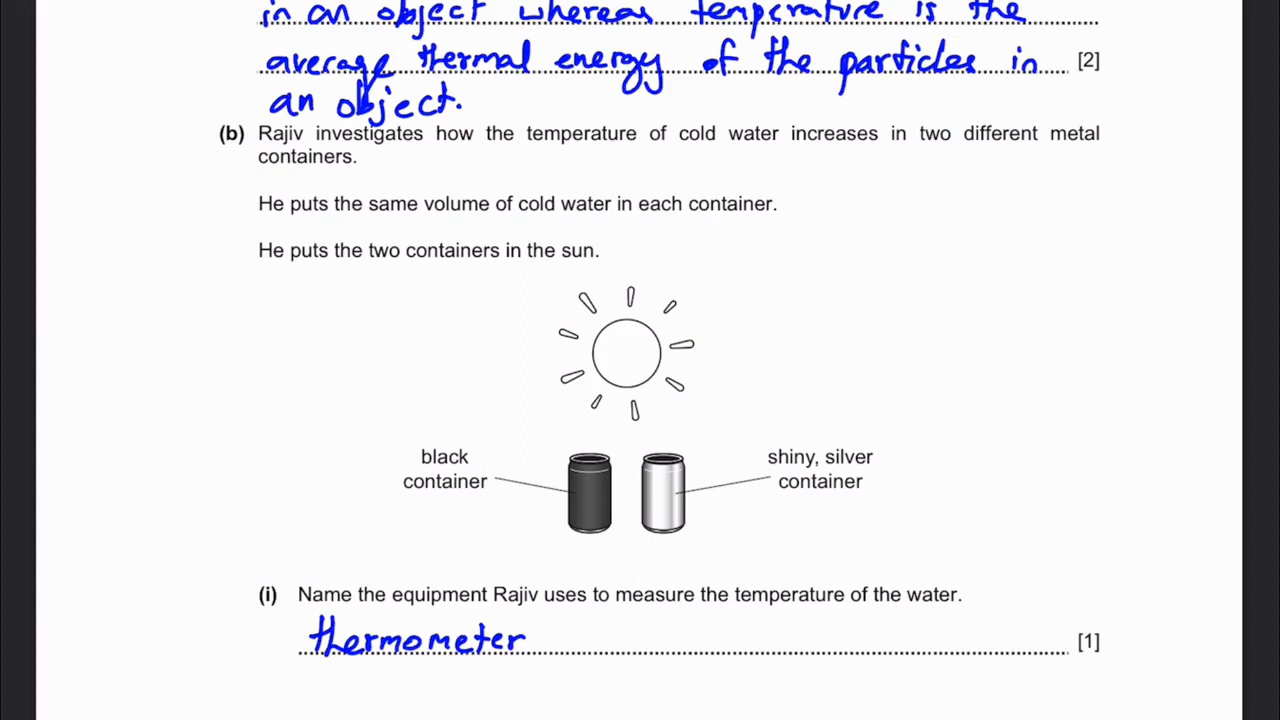 in an object whereas temperature is the
average thermal energy of the particles in [2]
an object.
(b) Rajiv investigates how the temperature of cold water increases in two different metal
containers.
He puts the same volume of cold water in each container.
He puts the two containers in the sun.
black
container
shiny, silver
container
(i) Name the equipment Rajiv uses to measure the temperature of the water.
thermometer [1]